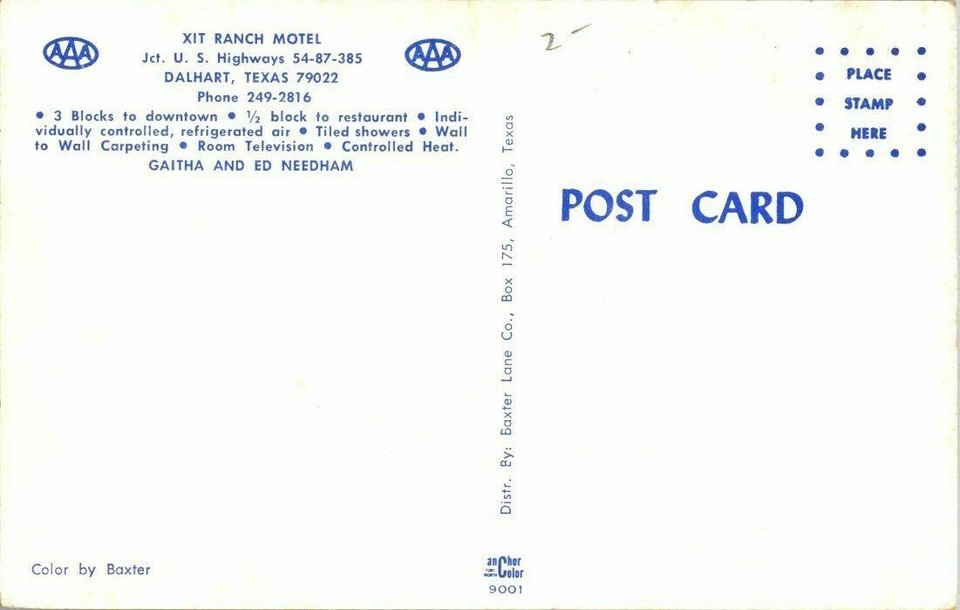 AAA
XIT RANCH MOTEL
AAA
Jct. U. S. Highways 54-87-385
DALHART, TEXAS 79022
Phone 249-2816
• 3 Blocks to downtown • ½ block to restaurant • Indi-
vidually controlled, refrigerated air • Tiled showers • Wall
to Wall Carpeting • Room Television • Controlled Heat.
GAITHA AND ED NEEDHAM
Color by Baxter
Distr. By: Baxter Lane Co., Box 175, Amarillo, Texas
anChor
FORT WORTH Color
9001
2-
PLACE
STAMP
HERE
POST CARD